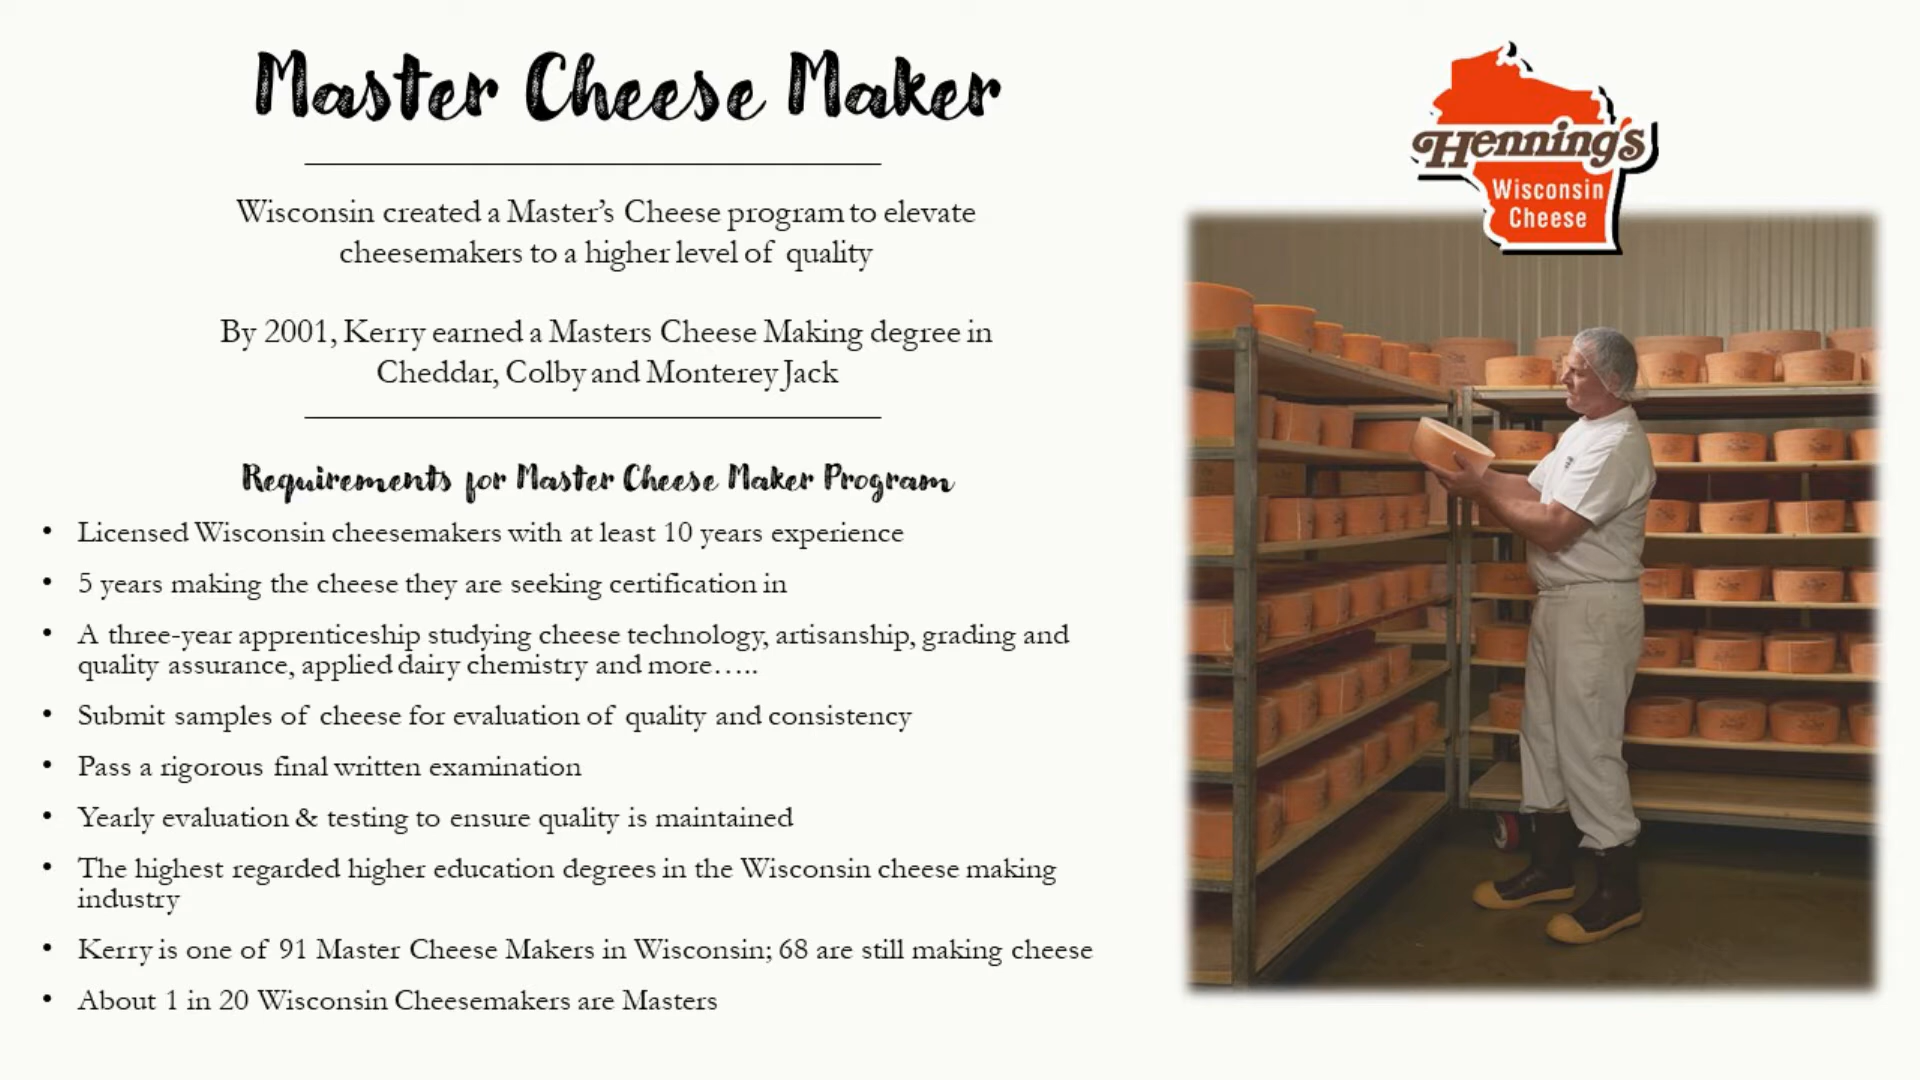 Master Cheese Maker
Henning's
Wisconsin
Cheese
Wisconsin created a Master's Cheese program to elevate
cheesemakers to a higher level of quality
By 2001, Kerry earned a Masters Cheese Making degree in
Cheddar, Colby and Monterey Jack
Requirements for Master Cheese Maker Program
• Licensed Wisconsin cheesemakers with at least 10 years experience
• 5 years making the cheese they are seeking certification in
• A three-year apprenticeship studying cheese technology, artisanship, grading and
quality assurance, applied dairy chemistry and more…..
• Submit samples of cheese for evaluation of quality and consistency
• Pass a rigorous final written examination
• Yearly evaluation & testing to ensure quality is maintained
• The highest regarded higher education degrees in the Wisconsin cheese making
industry
• Kerry is one of 91 Master Cheese Makers in Wisconsin; 68 are still making cheese
• About 1 in 20 Wisconsin Cheesemakers are Masters